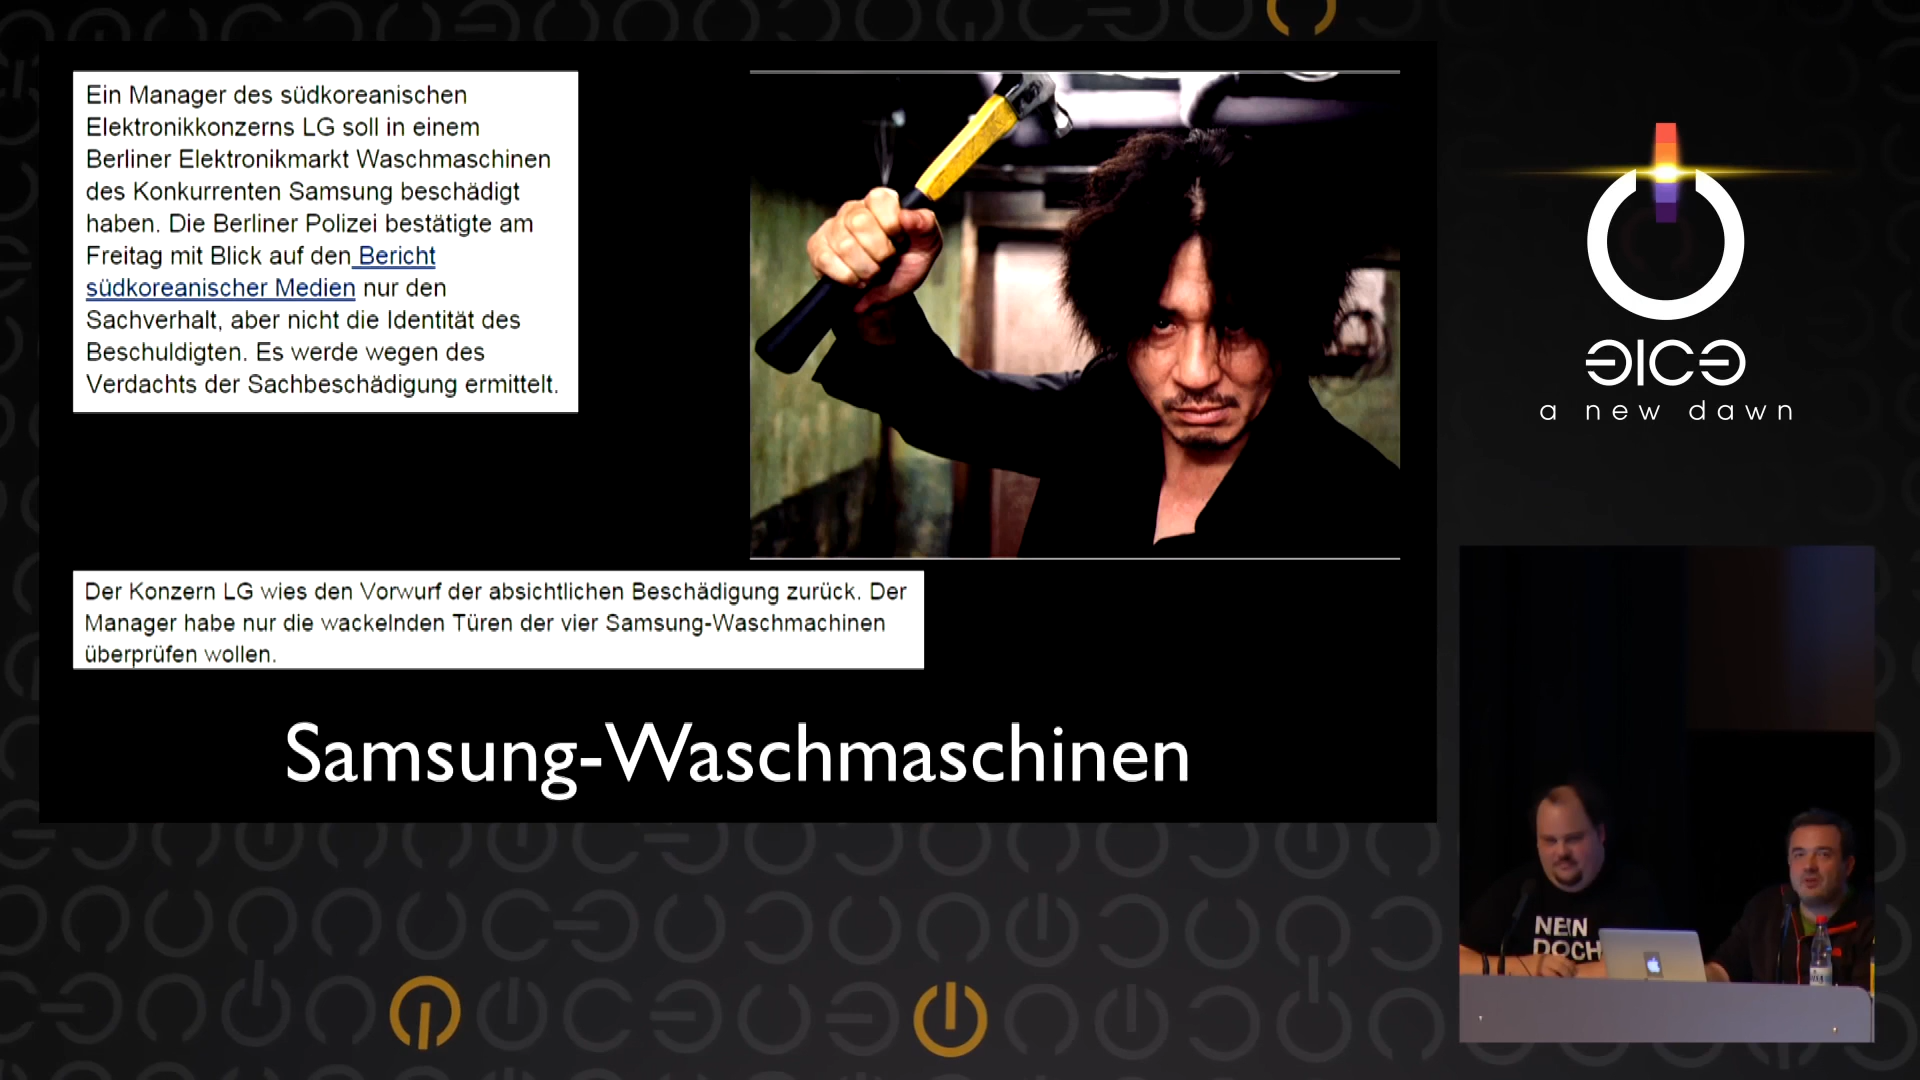 Ein Manager des südkoreanischen
Elektronikkonzerns LG soll in einem
Berliner Elektronikmarkt Waschmaschinen
des Konkurrenten Samsung beschädigt
haben. Die Berliner Polizei bestätigte am
Freitag mit Blick auf den Bericht
südkoreanischer Medien nur den
Sachverhalt, aber nicht die Identität des
Beschuldigten. Es werde wegen des
Verdachts der Sachbeschädigung ermittelt.
Der Konzern LG wies den Vorwurf der absichtlichen Beschädigung zurück. Der
Manager habe nur die wackelnden Türen der vier Samsung-Waschmachinen
überprüfen wollen.
Samsung-Waschmaschinen
a new dawn
NEIN
DOCH